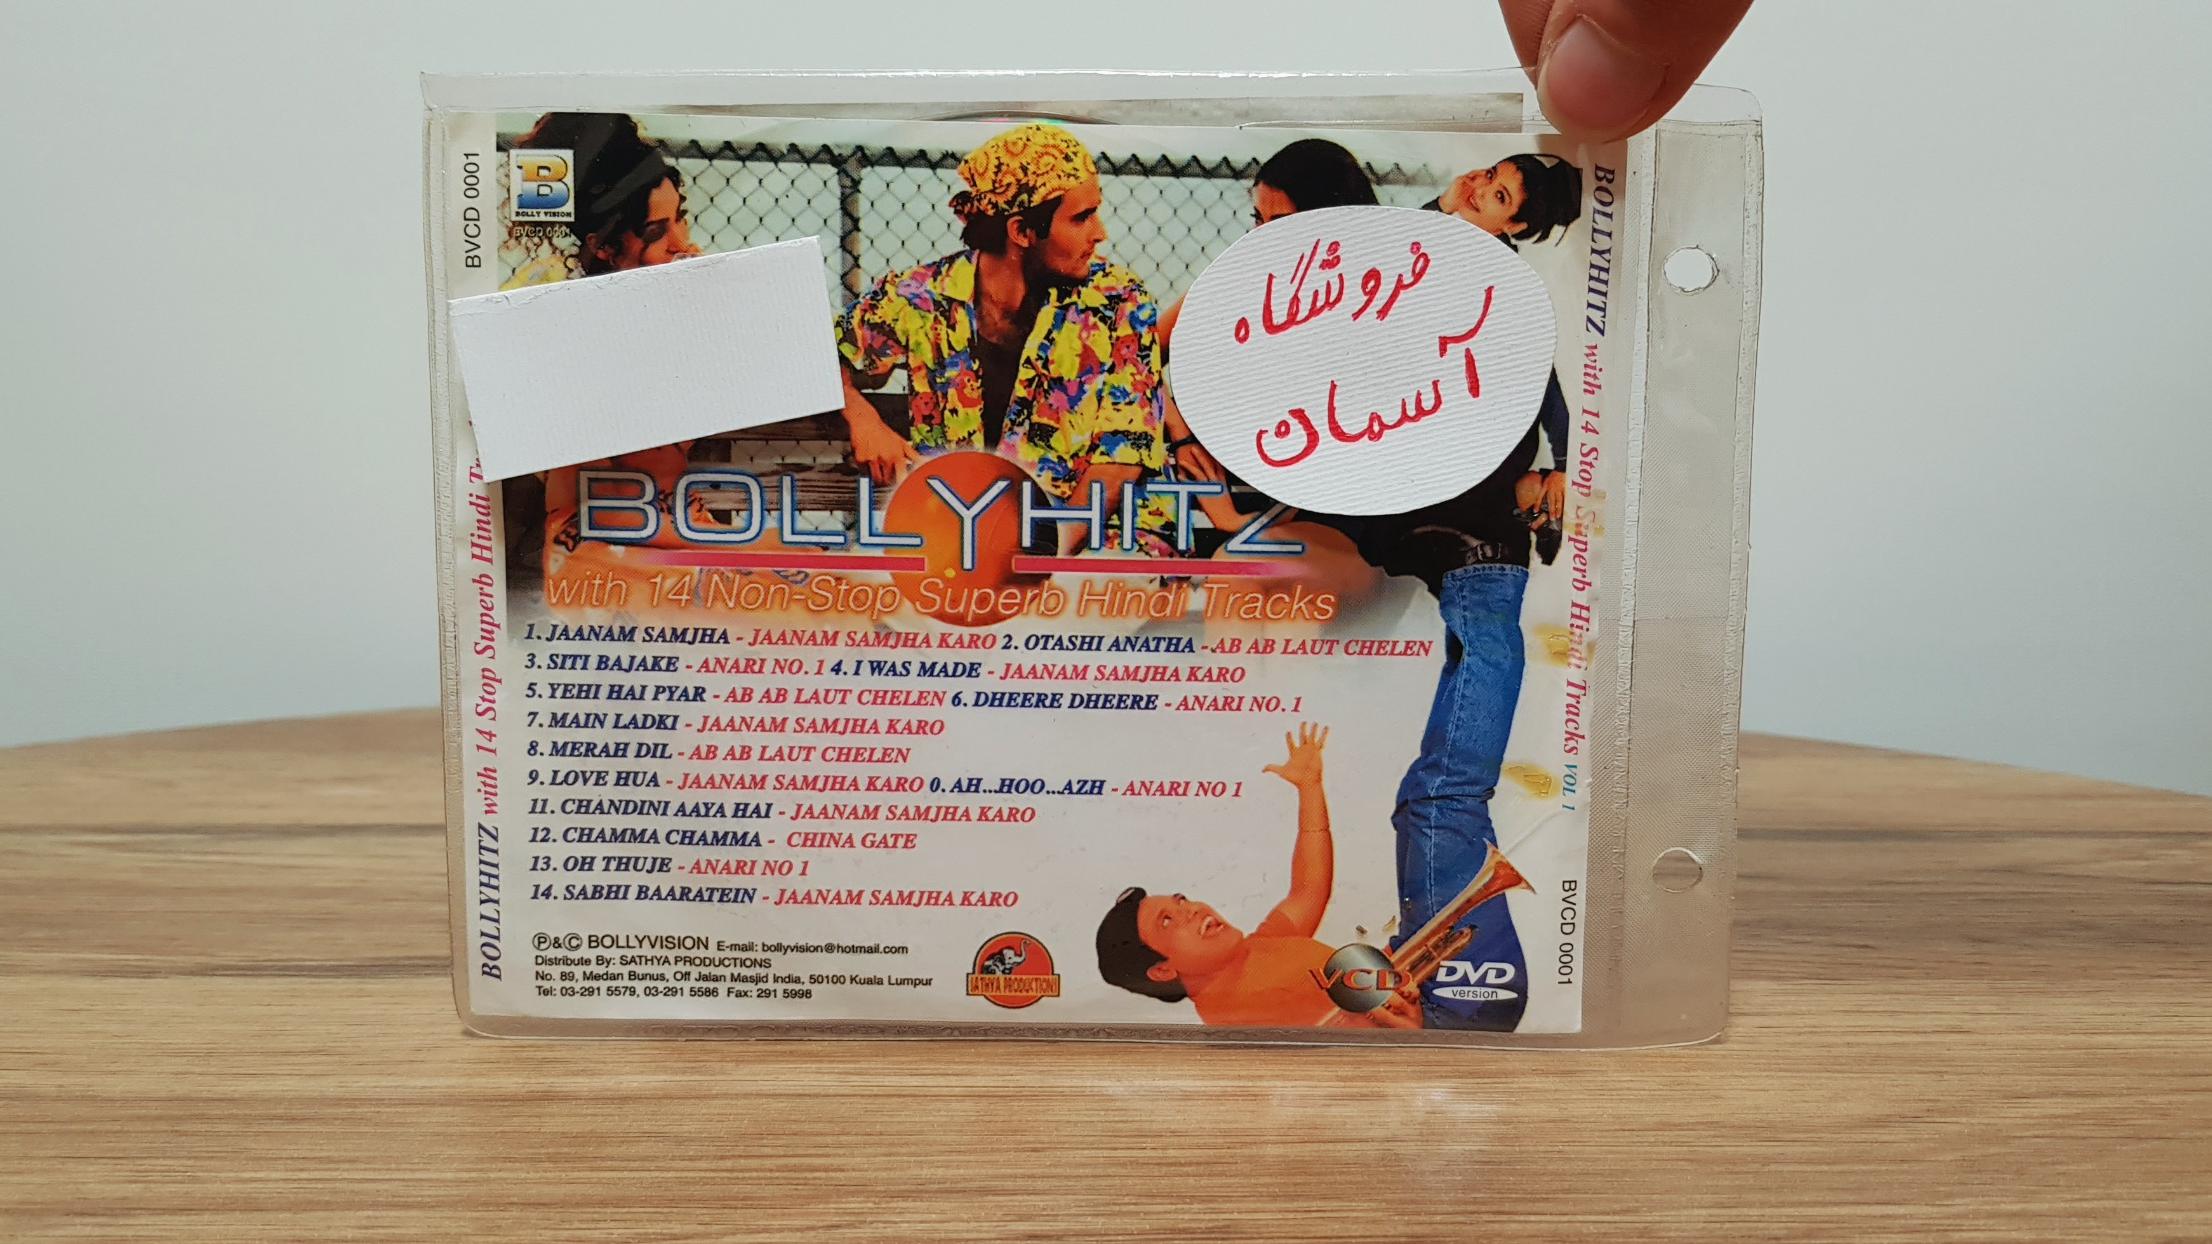 BVCD 0001
B
BOLLY VISION
BVCD 0001
BOLLYHITZ with 14 Stop Superb Hindi
فروشگاه
آسمان
BOLLYHITZ
with 14 Non-Stop Superb Hindi Tracks
1. JAANAM SAMJHA - JAANAM SAMJHA KARO 2. OTASHI ANATHA - AB AB LAUT CHELEN
3. SITI BAJAKE - ANARI NO. 1 4. I WAS MADE - JAANAM SAMJHA KARO
5. YEHI HAI PYAR - AB AB LAUT CHELEN 6. DHEERE DHEERE - ANARI NO. 1
7. MAIN LADKI - JAANAM SAMJHA KARO
8. MERAH DIL - AB AB LAUT CHELEN
9. LOVE HUA - JAANAM SAMJHA KARO 0. AH...HOO...AZH - ANARI NO 1
11. CHANDINI AAYA HAI - JAANAM SAMJHA KARO
12. CHAMMA CHAMMA - CHINA GATE
13. OH THUJE - ANARI NO 1
14. SABHI BAARATEIN - JAANAM SAMJHA KARO
Ⓟ&© BOLLYVISION E-mail: bollyvision@hotmail.com
Distribute By: SATHYA PRODUCTIONS
No. 89, Medan Bunus, Off Jalan Masjid India, 50100 Kuala Lumpur
Tel: 03-291 5579, 03-291 5586 Fax: 291 5998
SATHYA PRODUCTIONS
VCD
DVD
version
BOLLYHITZ with 14 Stop Superb Hindi Tracks VOL 1
BVCD 0001